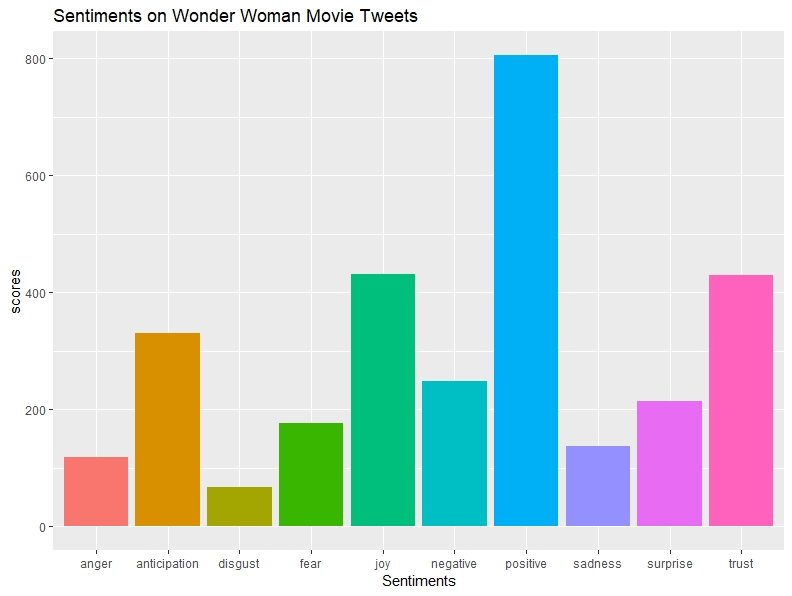 Sentiments on Wonder Woman Movie Tweets
800
600
400
200
0
scores
anger anticipation disgust fear joy negative positive sadness surprise trust
Sentiments